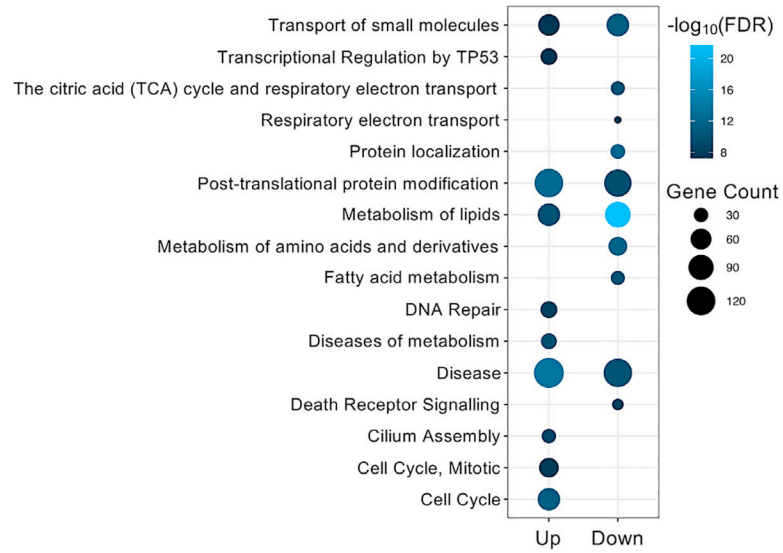 Transport of small molecules
Transcriptional Regulation by TP53
The citric acid (TCA) cycle and respiratory electron transport
Respiratory electron transport
Protein localization
Post-translational protein modification
Metabolism of lipids
Metabolism of amino acids and derivatives
Fatty acid metabolism
DNA Repair
Diseases of metabolism
Disease
Death Receptor Signalling
Cilium Assembly
Cell Cycle, Mitotic
Cell Cycle
Up Down
-log₁₀(FDR)
20
16
12
8
Gene Count
30
60
90
120